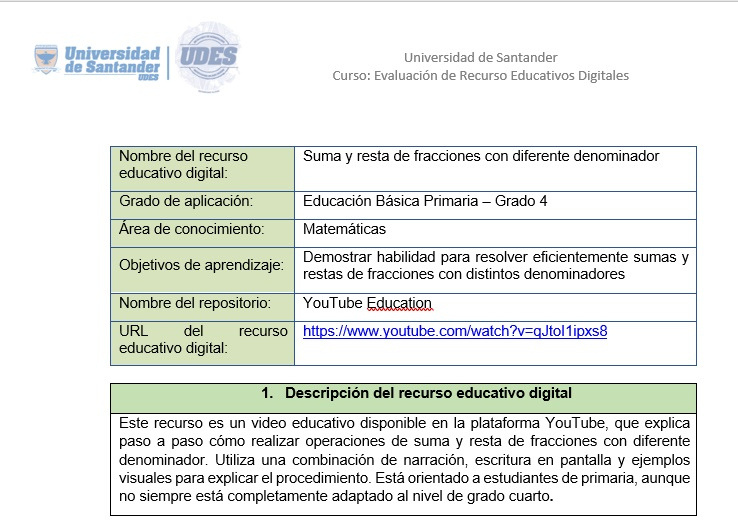 Universidad
de Santander
UDES
UDES
Universidad de Santander
Curso: Evaluación de Recurso Educativos Digitales
Nombre del recurso
educativo digital:
Suma y resta de fracciones con diferente denominador
Grado de aplicación:
Educación Básica Primaria – Grado 4
Área de conocimiento:
Matemáticas
Objetivos de aprendizaje:
Demostrar habilidad para resolver eficientemente sumas y
restas de fracciones con distintos denominadores
Nombre del repositorio:
YouTube Education
URL del recurso
educativo digital:
https://www.youtube.com/watch?v=qJtoI1ipxs8
1. Descripción del recurso educativo digital
Este recurso es un video educativo disponible en la plataforma YouTube, que explica
paso a paso cómo realizar operaciones de suma y resta de fracciones con diferente
denominador. Utiliza una combinación de narración, escritura en pantalla y ejemplos
visuales para explicar el procedimiento. Está orientado a estudiantes de primaria, aunque
no siempre está completamente adaptado al nivel de grado cuarto.